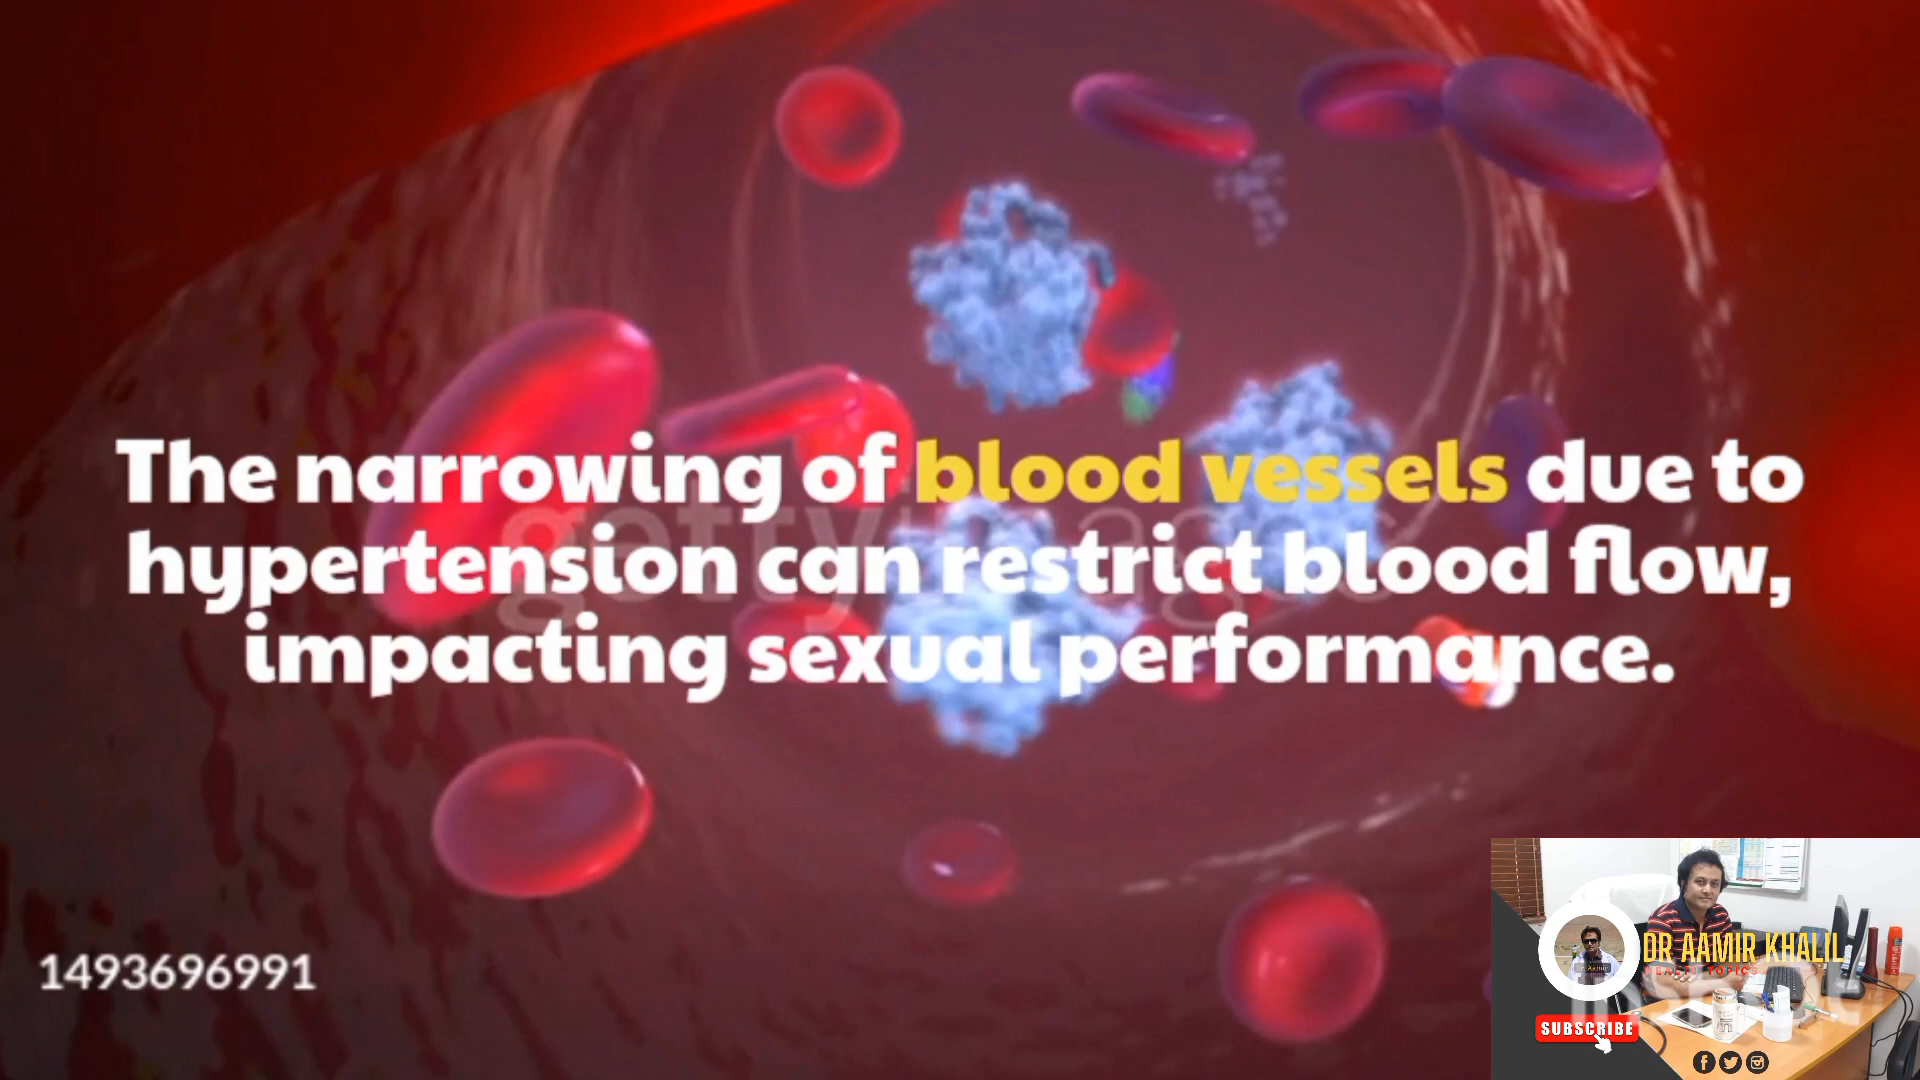 The narrowing of blood vessels due to
gettyimages
hypertension can restrict blood flow,
impacting sexual performance.
1493696991
DR AAMIR KHALIL
HEALTH TOPICS
SUBSCRIBE